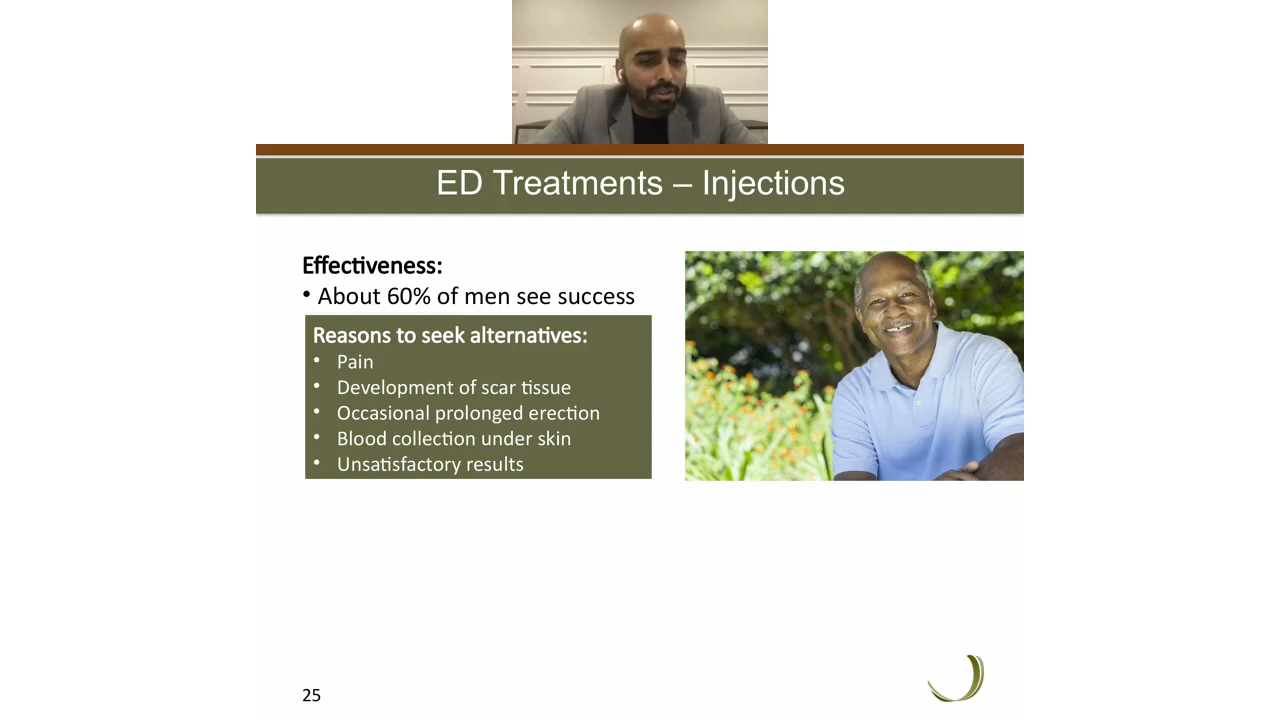 ED Treatments – Injections
Effectiveness:
• About 60% of men see success
Reasons to seek alternatives:
• Pain
• Development of scar tissue
• Occasional prolonged erection
• Blood collection under skin
• Unsatisfactory results
25